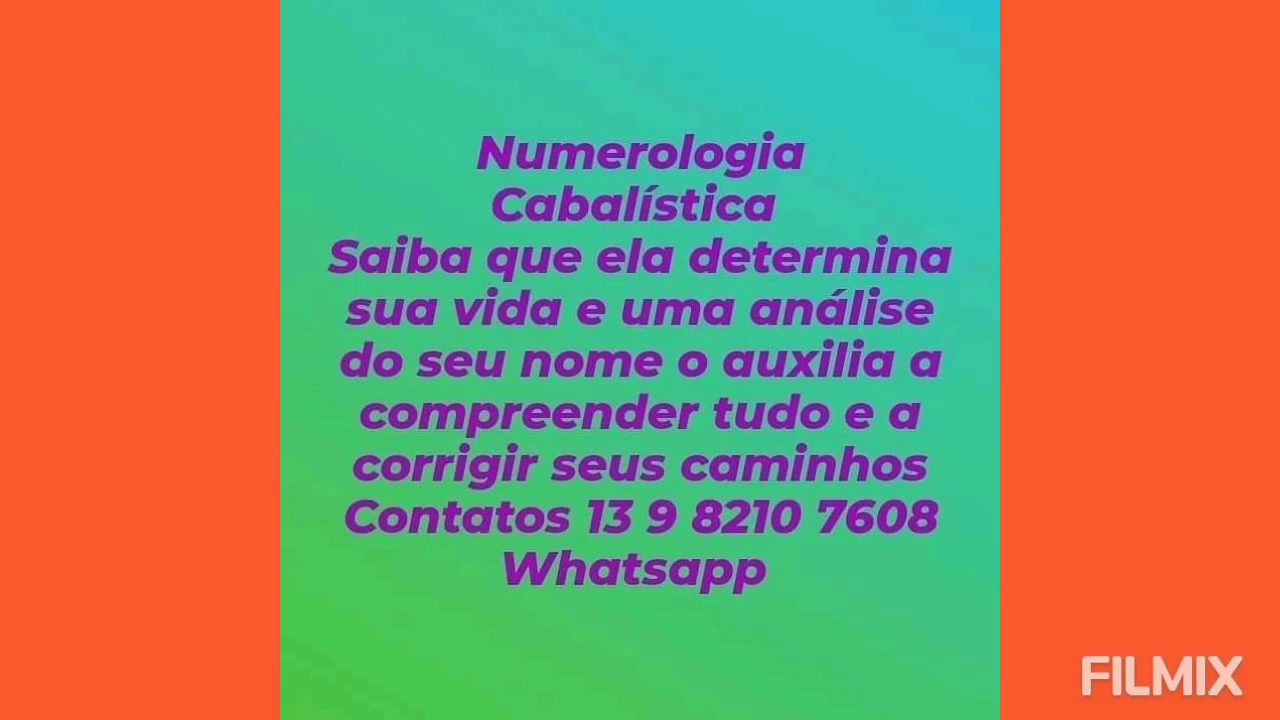 Numerologia
Cabalística
Saiba que ela determina
sua vida e uma análise
do seu nome o auxilia a
compreender tudo e a
corrigir seus caminhos
Contatos 13 9 8210 7608
Whatsapp
FILMIX